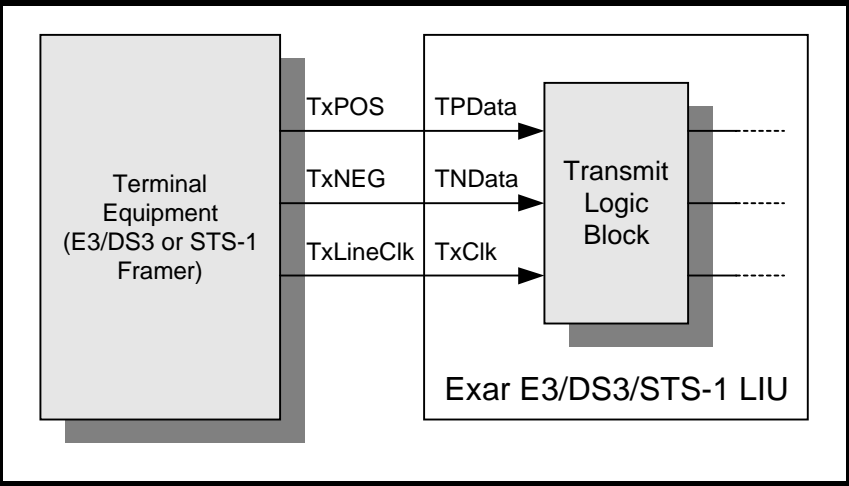 Terminal
Equipment
(E3/DS3 or STS-1
Framer)
TxPOS
TPData
TxNEG
TNData
TxLineClk
TxClk
Transmit
Logic
Block
Exar E3/DS3/STS-1 LIU